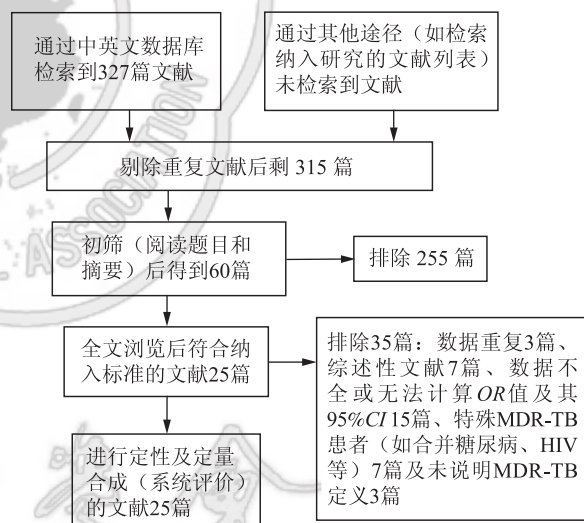 通过中英文数据库
检索到327篇文献
通过其他途径（如检索
纳入研究的文献列表）
未检索到文献
剔除重复文献后剩 315 篇
初筛（阅读题目和
摘要）后得到60篇
排除 255 篇
全文浏览后符合纳
入标准的文献25篇
排除35篇：数据重复3篇、
综述性文献7篇、数据不
全或无法计算OR值及其
95%CI 15篇、特殊MDR-TB
患者（如合并糖尿病、HIV
等）7篇及未说明MDR-TB
定义3篇
进行定性及定量
合成（系统评价）
的文献25篇
ASSOCIATION